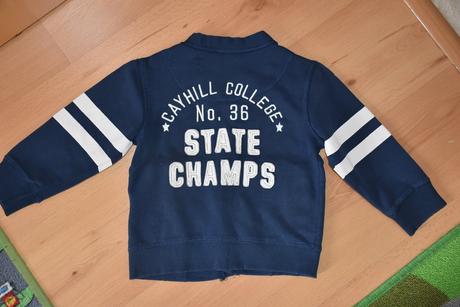 CAYHILL COLLEGE
No. 36
STATE
CHAMPS